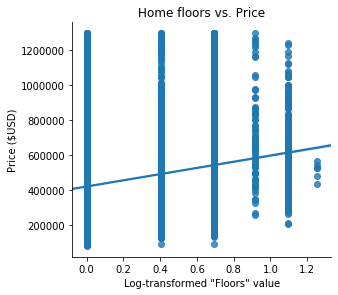 Home floors vs. Price
Price ($USD)
1200000
1000000
800000
600000
400000
200000
0.0 0.2 0.4 0.6 0.8 1.0 1.2
Log-transformed "Floors" value